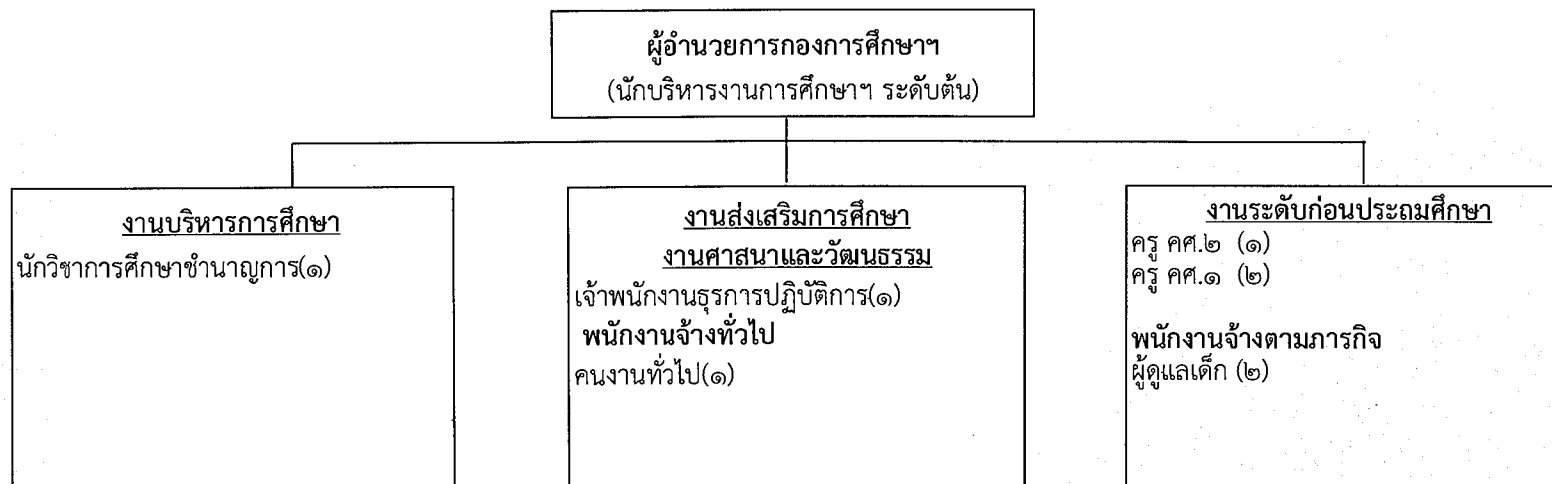 ผู้อำนวยการกองการศึกษาฯ
(นักบริหารงานการศึกษาฯ ระดับต้น)
งานบริหารการศึกษา
นักวิชาการศึกษาชำนาญการ(๑)
งานส่งเสริมการศึกษา
งานศาสนาและวัฒนธรรม
เจ้าพนักงานธุรการปฏิบัติการ(๑)
พนักงานจ้างทั่วไป
คนงานทั่วไป(๑)
งานระดับก่อนประถมศึกษา
ครู คศ.๒ (๑)
ครู คศ.๑ (๒)
พนักงานจ้างตามภารกิจ
ผู้ดูแลเด็ก (๒)